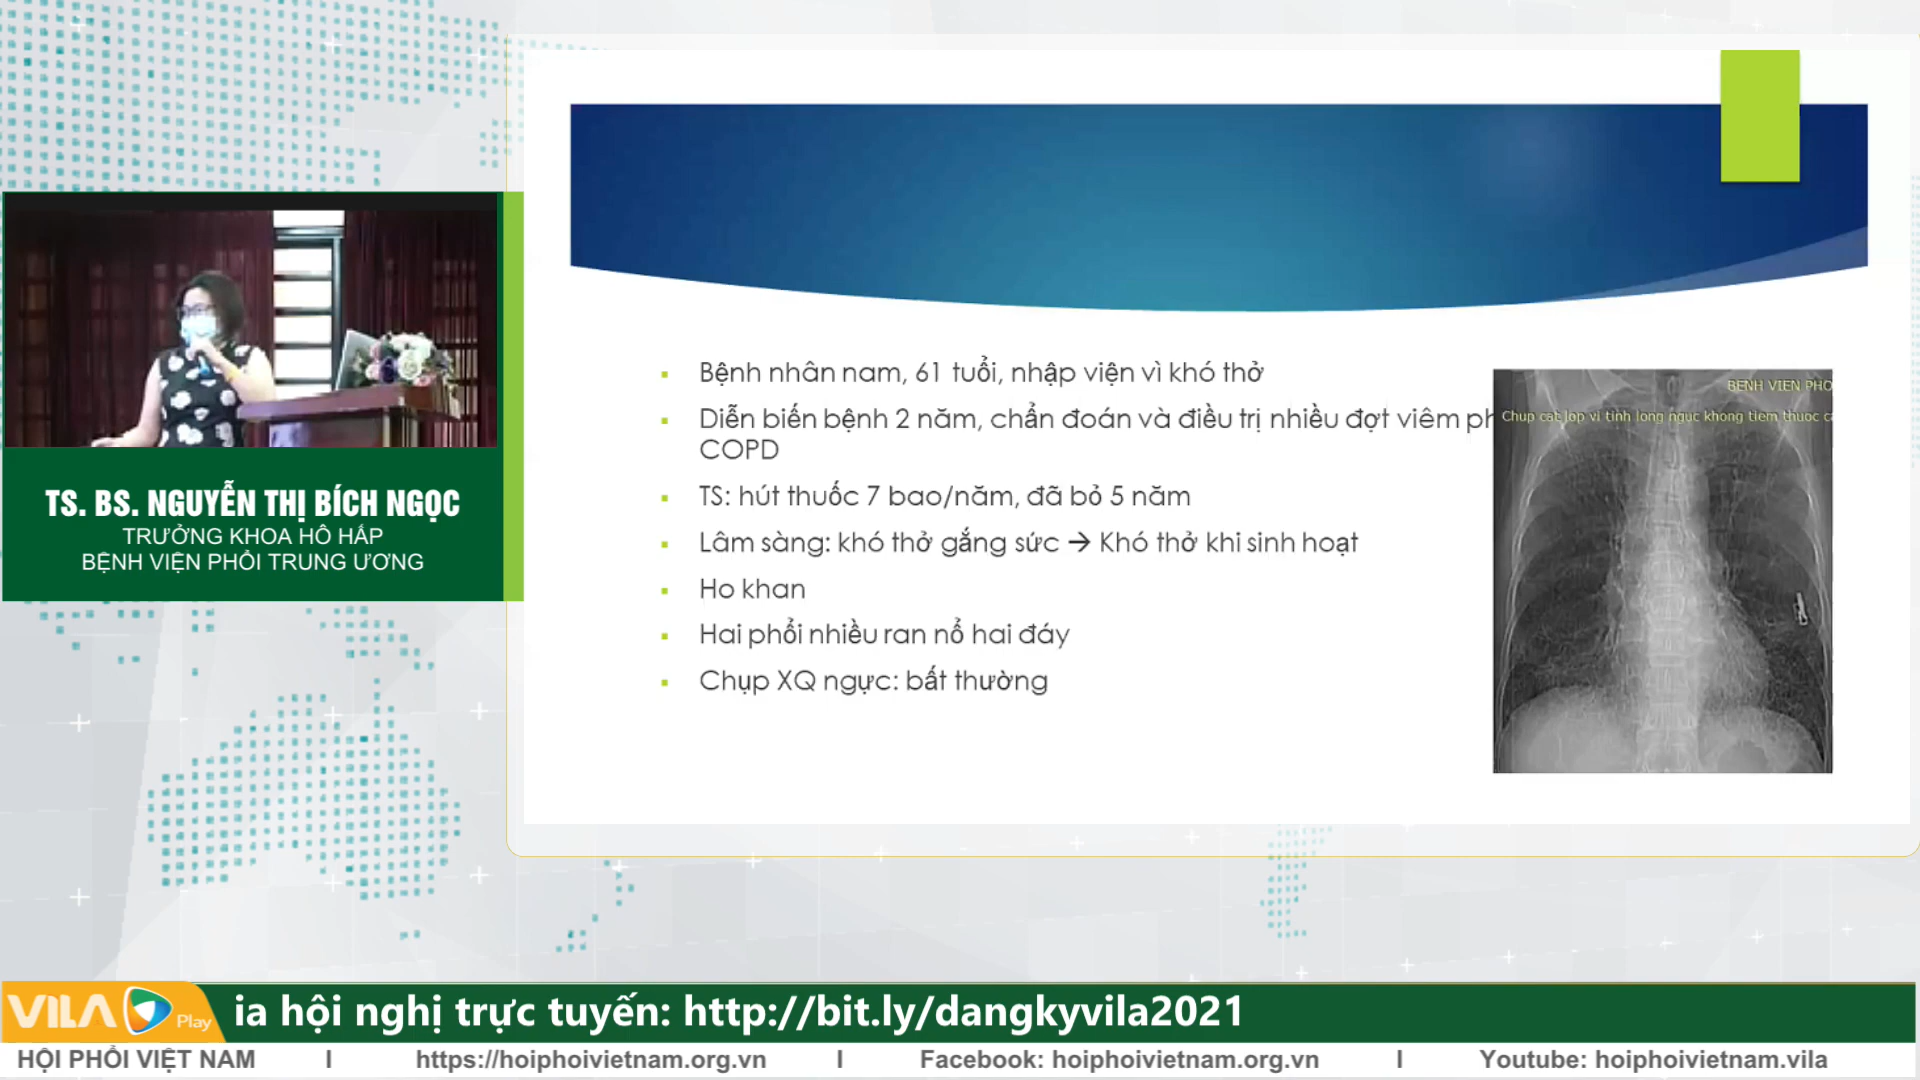 TS. BS. NGUYỄN THỊ BÍCH NGỌC
TRƯỞNG KHOA HÔ HẤP
BỆNH VIỆN PHỔI TRUNG ƯƠNG
Bệnh nhân nam, 61 tuổi, nhập viện vì khó thở
Diễn biến bệnh 2 năm, chẩn đoán và điều trị nhiều đợt viêm
COPD
TS: hút thuốc 7 bao/năm, đã bỏ 5 năm
Lâm sàng: khó thở gắng sức → Khó thở khi sinh hoạt
Ho khan
Hai phổi nhiều ran nổ hai đáy
Chụp XQ ngực: bất thường
BENH VIEN PHO
Chup cat lop vi tinh long nguc khong tiem thuoc
VILA Play
ia hội nghị trực tuyến: http://bit.ly/dangkyvila2021
HỘI PHỔI VIỆT NAM I https://hoiphoivietnam.org.vn I Facebook: hoiphoivietnam.org.vn I Youtube: hoiphoivietnam.vila